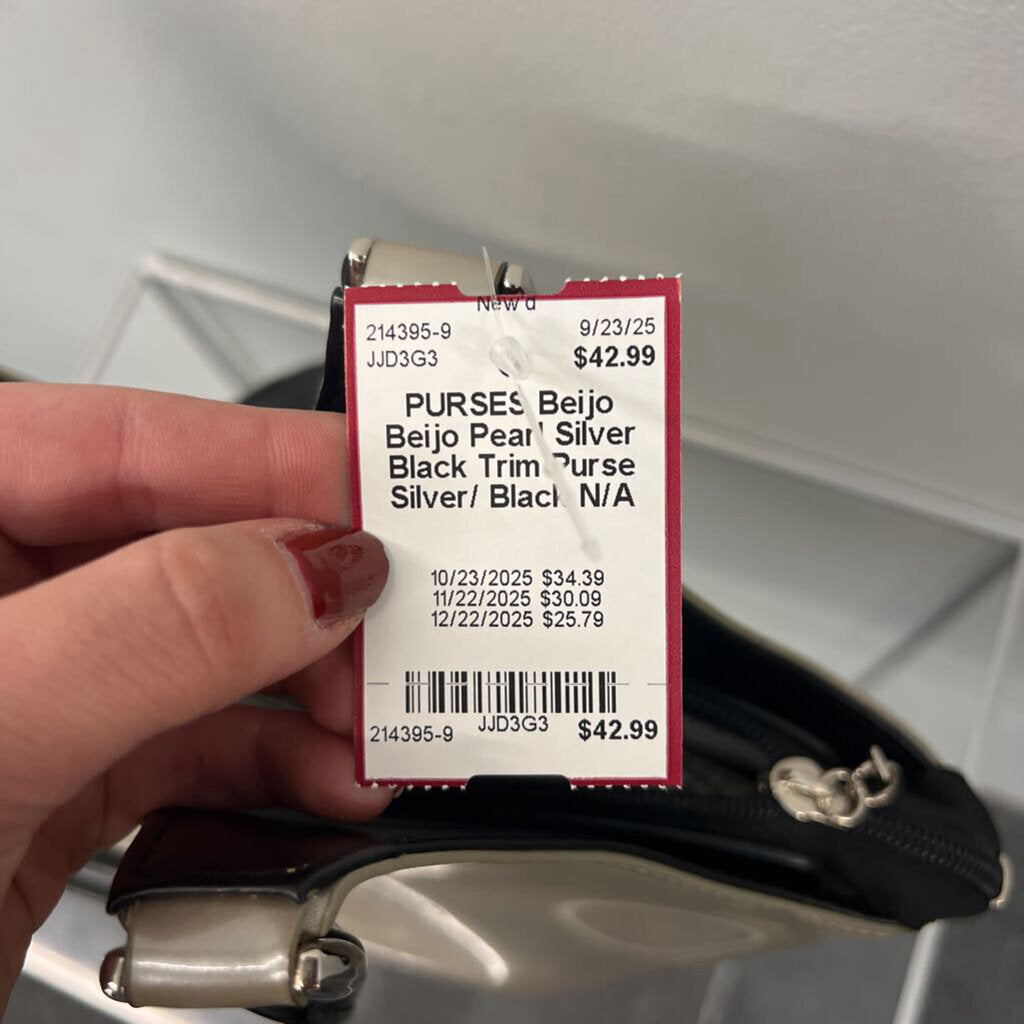 New'd
214395-9 9/23/25
JJD3G3 $42.99
PURSES Beijo
Beijo Pearl Silver
Black Trim Purse
Silver/ Black N/A
10/23/2025 $34.39
11/22/2025 $30.09
12/22/2025 $25.79
214395-9 JJD3G3 $42.99